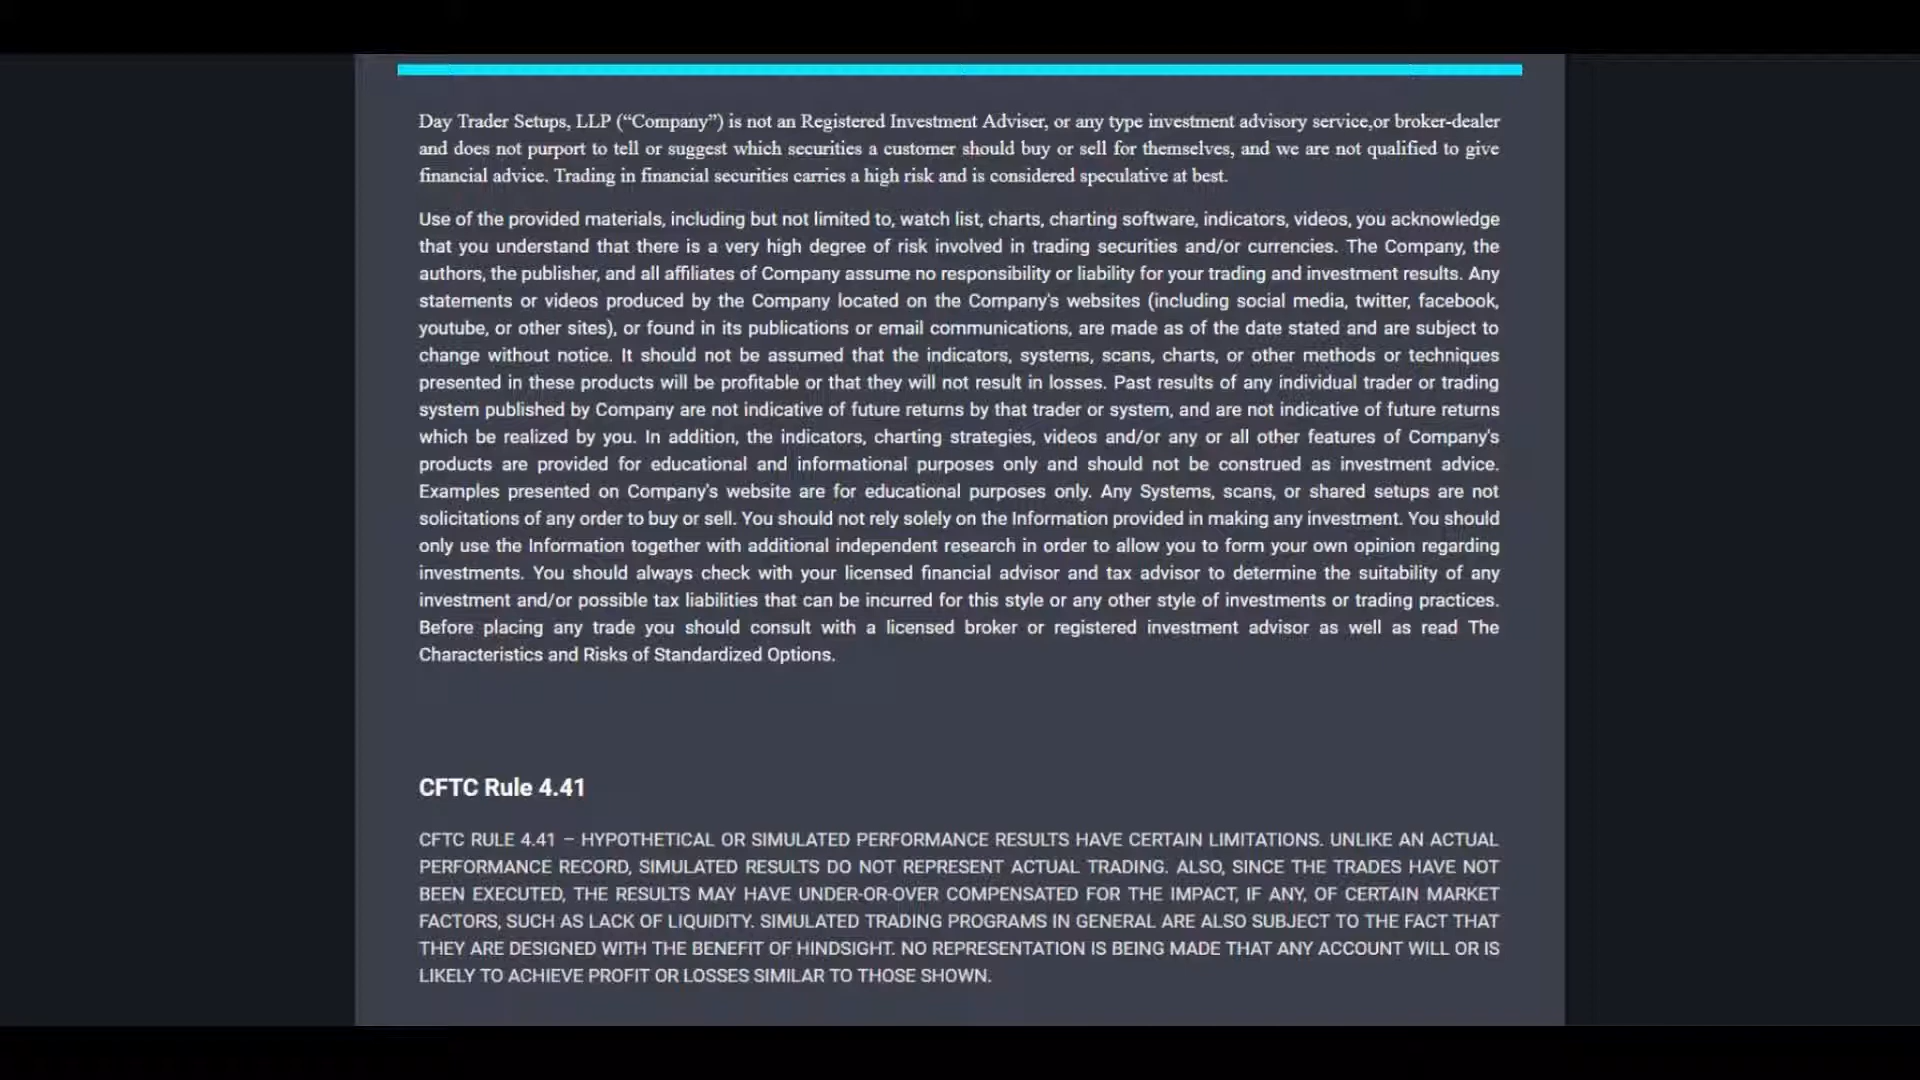 Day Trader Setups, LLP (“Company”) is not an Registered Investment Adviser, or any type investment advisory service,or broker-dealer
and does not purport to tell or suggest which securities a customer should buy or sell for themselves, and we are not qualified to give
financial advice. Trading in financial securities carries a high risk and is considered speculative at best.
Use of the provided materials, including but not limited to, watch list, charts, charting software, indicators, videos, you acknowledge
that you understand that there is a very high degree of risk involved in trading securities and/or currencies. The Company, the
authors, the publisher, and all affiliates of Company assume no responsibility or liability for your trading and investment results. Any
statements or videos produced by the Company located on the Company's websites (including social media, twitter, facebook,
youtube, or other sites), or found in its publications or email communications, are made as of the date stated and are subject to
change without notice. It should not be assumed that the indicators, systems, scans, charts, or other methods or techniques
presented in these products will be profitable or that they will not result in losses. Past results of any individual trader or trading
system published by Company are not indicative of future returns by that trader or system, and are not indicative of future returns
which be realized by you. In addition, the indicators, charting strategies, videos and/or any or all other features of Company's
products are provided for educational and informational purposes only and should not be construed as investment advice.
Examples presented on Company's website are for educational purposes only. Any Systems, scans, or shared setups are not
solicitations of any order to buy or sell. You should not rely solely on the Information provided in making any investment. You should
only use the Information together with additional independent research in order to allow you to form your own opinion regarding
investments. You should always check with your licensed financial advisor and tax advisor to determine the suitability of any
investment and/or possible tax liabilities that can be incurred for this style or any other style of investments or trading practices.
Before placing any trade you should consult with a licensed broker or registered investment advisor as well as read The
Characteristics and Risks of Standardized Options.
CFTC Rule 4.41
CFTC RULE 4.41 – HYPOTHETICAL OR SIMULATED PERFORMANCE RESULTS HAVE CERTAIN LIMITATIONS. UNLIKE AN ACTUAL
PERFORMANCE RECORD, SIMULATED RESULTS DO NOT REPRESENT ACTUAL TRADING. ALSO, SINCE THE TRADES HAVE NOT
BEEN EXECUTED, THE RESULTS MAY HAVE UNDER-OR-OVER COMPENSATED FOR THE IMPACT, IF ANY, OF CERTAIN MARKET
FACTORS, SUCH AS LACK OF LIQUIDITY. SIMULATED TRADING PROGRAMS IN GENERAL ARE ALSO SUBJECT TO THE FACT THAT
THEY ARE DESIGNED WITH THE BENEFIT OF HINDSIGHT. NO REPRESENTATION IS BEING MADE THAT ANY ACCOUNT WILL OR IS
LIKELY TO ACHIEVE PROFIT OR LOSSES SIMILAR TO THOSE SHOWN.